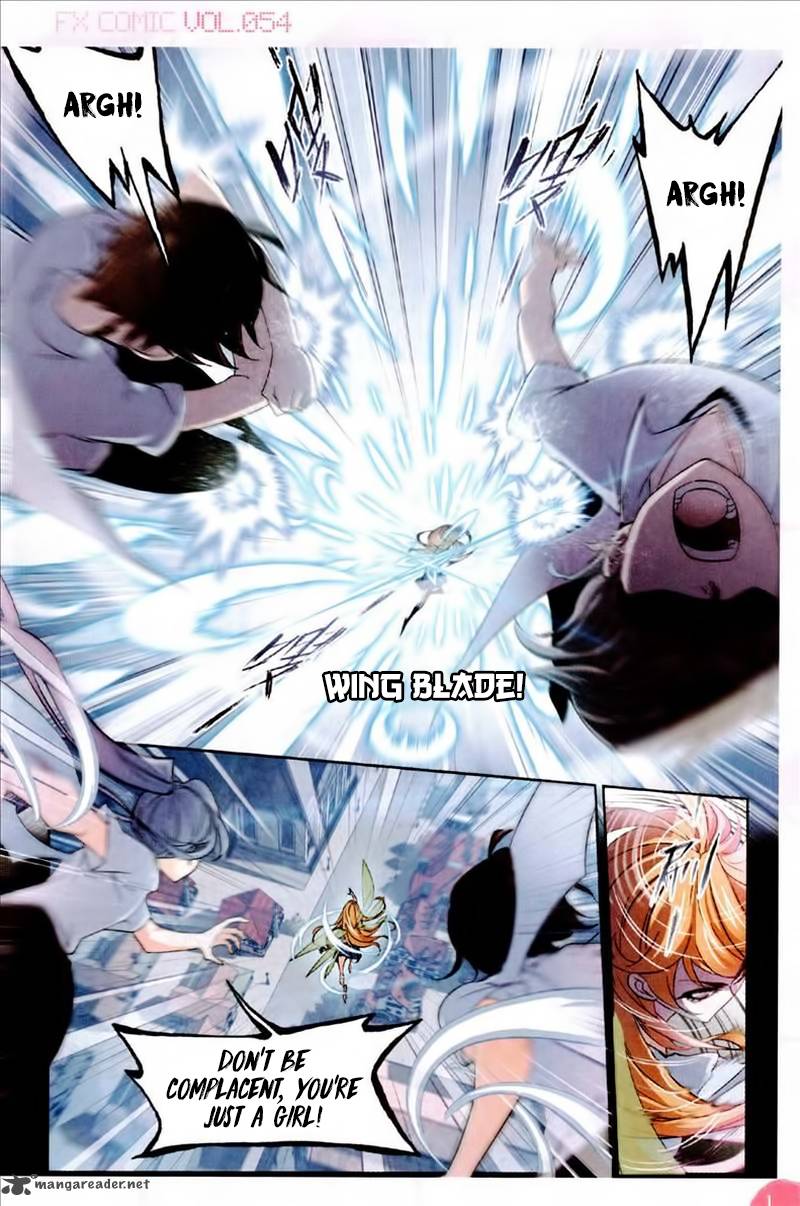 FX COMIC VOL.054
ARGH!
ARGH!
WING BLADE!
DON'T BE
COMPLACENT, YOU'RE
JUST A GIRL!
mangareader.net